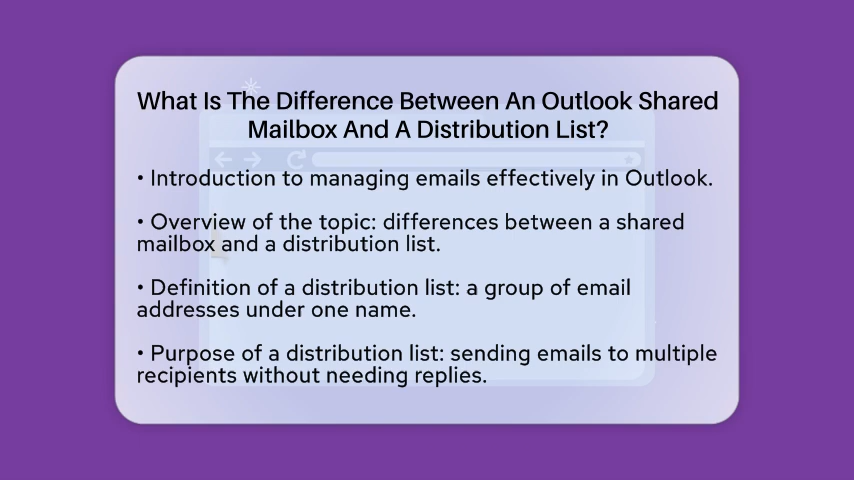 What Is The Difference Between An Outlook Shared
Mailbox And A Distribution List?
• Introduction to managing emails effectively in Outlook.
• Overview of the topic: differences between a shared
mailbox and a distribution list.
• Definition of a distribution list: a group of email
addresses under one name.
• Purpose of a distribution list: sending emails to multiple
recipients without needing replies.